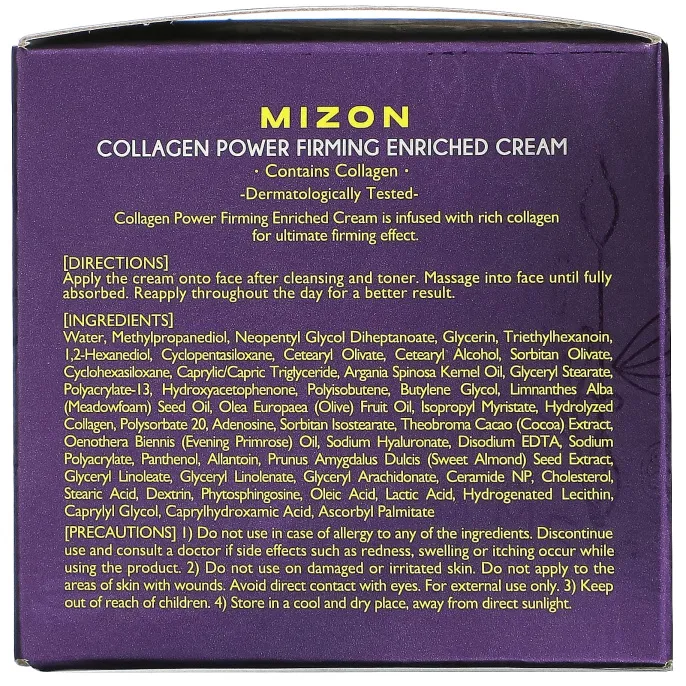 MIZON
COLLAGEN POWER FIRMING ENRICHED CREAM
· Contains Collagen ·
-Dermatologically Tested-
Collagen Power Firming Enriched Cream is infused with rich collagen
for ultimate firming effect.
[DIRECTIONS]
Apply the cream onto face after cleansing and toner. Massage into face until fully
absorbed. Reapply throughout the day for a better result.
[INGREDIENTS]
Water, Methylpropanediol, Neopentyl Glycol Diheptanoate, Glycerin, Triethylhexanoin,
1,2-Hexanediol, Cyclopentasiloxane, Cetearyl Olivate, Cetearyl Alcohol, Sorbitan Olivate,
Cyclohexasiloxane, Caprylic/Capric Triglyceride, Argania Spinosa Kernel Oil, Glyceryl Stearate,
Polyacrylate-13, Hydroxyacetophenone, Polyisobutene, Butylene Glycol, Limnanthes Alba
(Meadowfoam) Seed Oil, Olea Europaea (Olive) Fruit Oil, Isopropyl Myristate, Hydrolyzed
Collagen, Polysorbate 20, Adenosine, Sorbitan Isostearate, Theobroma Cacao (Cocoa) Extract,
Oenothera Biennis (Evening Primrose) Oil, Sodium Hyaluronate, Disodium EDTA, Sodium
Polyacrylate, Panthenol, Allantoin, Prunus Amygdalus Dulcis (Sweet Almond) Seed Extract,
Glyceryl Linoleate, Glyceryl Linolenate, Glyceryl Arachidonate, Ceramide NP, Cholesterol,
Stearic Acid, Dextrin, Phytosphingosine, Oleic Acid, Lactic Acid, Hydrogenated Lecithin,
Caprylyl Glycol, Caprylhydroxamic Acid, Ascorbyl Palmitate
[PRECAUTIONS] 1) Do not use in case of allergy to any of the ingredients. Discontinue
use and consult a doctor if side effects such as redness, swelling or itching occur while
using the product. 2) Do not use on damaged or irritated skin. Do not apply to the
areas of skin with wounds. Avoid direct contact with eyes. For external use only. 3) Keep
out of reach of children. 4) Store in a cool and dry place, away from direct sunlight.